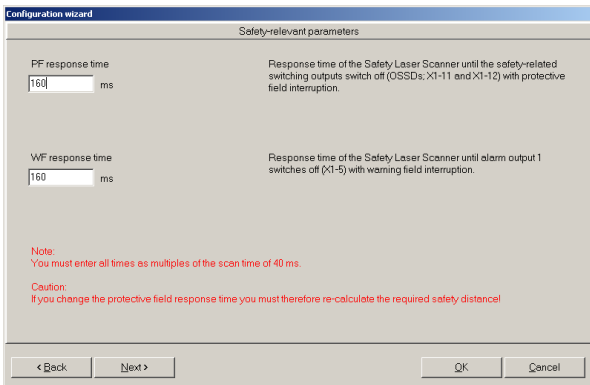 Configuration wizard
Safety-relevant parameters
PF response time
160 ms
Response time of the Safety Laser Scanner until the safety-related
switching outputs switch off (OSSDs; X1-11 and X1-12) with protective
field interruption.
WF response time
160 ms
Response time of the Safety Laser Scanner until alarm output 1
switches off (X1-5) with warning field interruption.
Note:
You must enter all times as multiples of the scan time of 40 ms.
Caution:
If you change the protective field response time you must therefore re-calculate the required safety distance!
< Back Next > OK Cancel